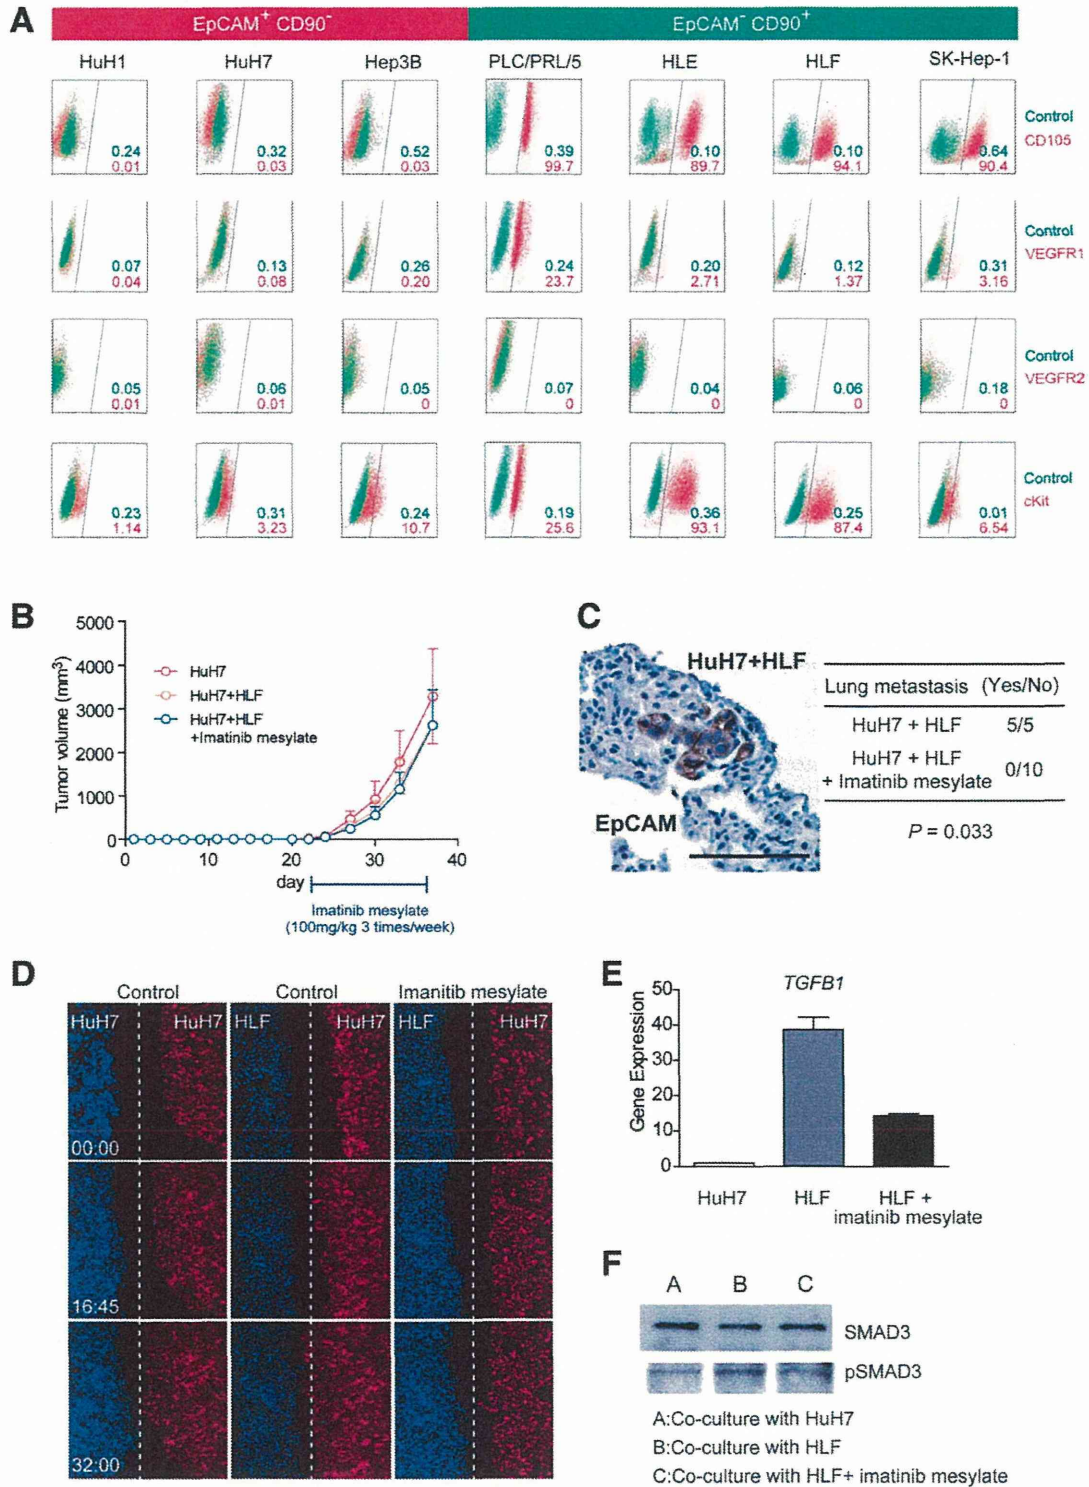 A
EpCAM+ CD90-
EpCAM- CD90+
HuH1 HuH7 Hep3B PLC/PRL/5 HLE HLF SK-Hep-1
0.24 0.32 0.52 0.39 0.10 0.10 0.64 Control
0.01 0.03 0.03 99.7 89.7 94.1 90.4 CD105
0.07 0.13 0.26 0.24 0.20 0.12 0.31 Control
0.04 0.08 0.20 23.7 2.71 1.37 3.16 VEGFR1
0.05 0.06 0.05 0.07 0.04 0.06 0.18 Control
0.01 0.01 0 0 0 0 0 VEGFR2
0.23 0.31 0.24 0.19 0.36 0.25 0.01 Control
1.14 3.23 10.7 25.6 93.1 87.4 6.54 cKit
B
Tumor volume (mm3)
5000
4000
3000
2000
1000
0
0 10 20 30 40
day
HuH7
HuH7+HLF
HuH7+HLF
+Imatinib mesylate
Imatinib mesylate
(100mg/kg 3 times/week)
C
HuH7+HLF
EpCAM
Lung metastasis (Yes/No)
HuH7 + HLF 5/5
HuH7 + HLF
+ Imatinib mesylate 0/10
P = 0.033
D
Control Control Imanitib mesylate
HuH7 HuH7 HLF HuH7 HLF HuH7
00:00
16:45
32:00
E
TGFB1
Gene Expression
50
40
30
20
10
0
HuH7 HLF HLF +
imatinib mesylate
F
A B C
SMAD3
pSMAD3
A:Co-culture with HuH7
B:Co-culture with HLF
C:Co-culture with HLF+ imatinib mesylate